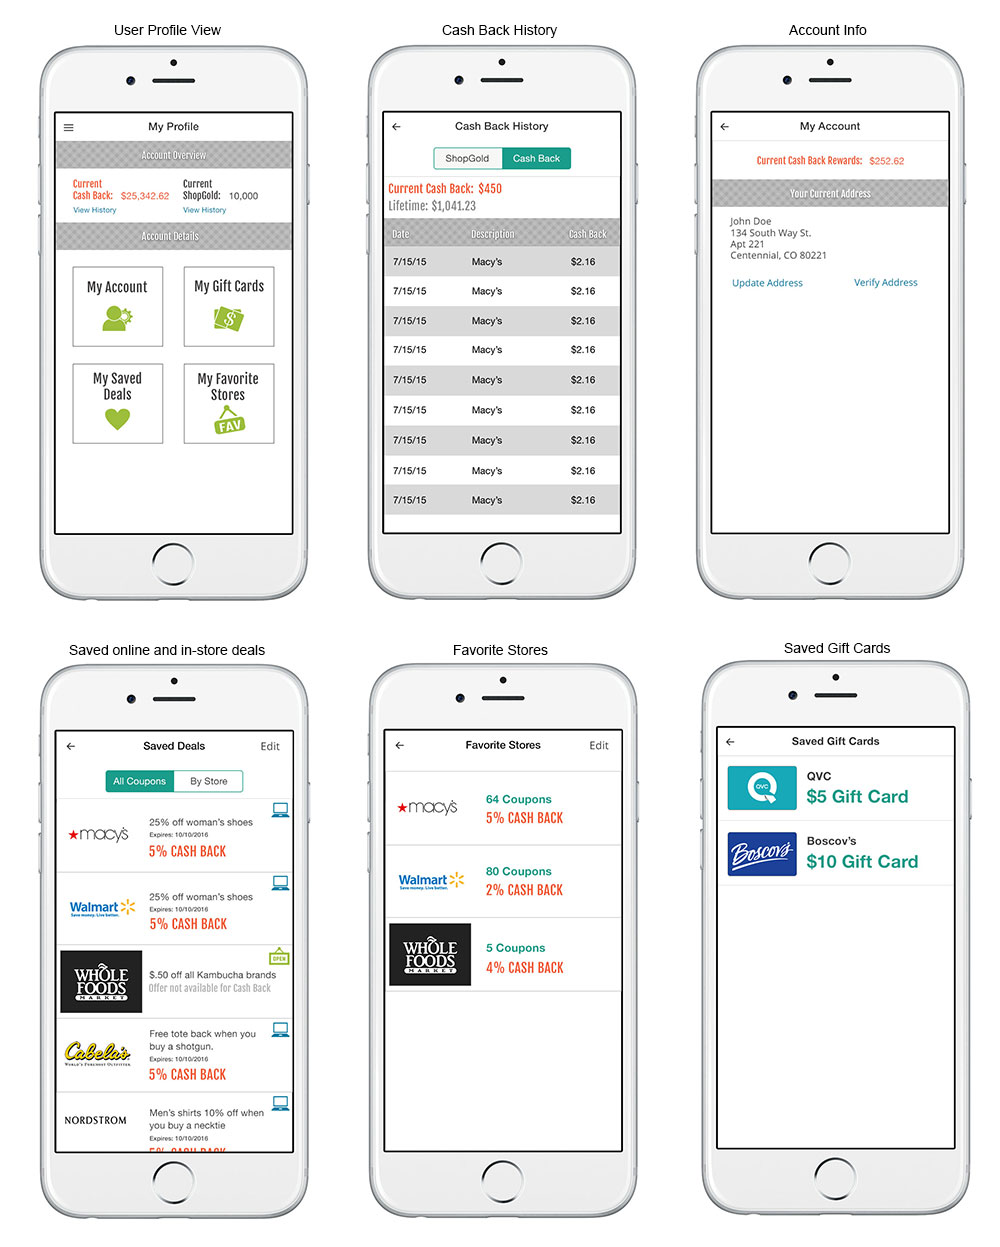 User Profile View
My Profile
Account Overview
Current
Cash Back: $25,342.62
View History
Current
ShopGold: 10,000
View History
Account Details
My Account
My Gift Cards
$
My Saved
Deals
My Favorite
Stores
FAV
Cash Back History
Cash Back History
ShopGold Cash Back
Current Cash Back: $450
Lifetime: $1,041.23
Date Description Cash Back
7/15/15 Macy's $2.16
7/15/15 Macy's $2.16
7/15/15 Macy's $2.16
7/15/15 Macy's $2.16
7/15/15 Macy's $2.16
7/15/15 Macy's $2.16
7/15/15 Macy's $2.16
7/15/15 Macy's $2.16
7/15/15 Macy's $2.16
Account Info
My Account
Current Cash Back Rewards: $252.62
Your Current Address
John Doe
134 South Way St.
Apt 221
Centennial, CO 80221
Update Address Verify Address
Saved online and in-store deals
Saved Deals Edit
All Coupons By Store
macy's
25% off woman's shoes
Expires: 10/10/2016
5% CASH BACK
Walmart
Save money. Live better.
25% off woman's shoes
Expires: 10/10/2016
5% CASH BACK
WHOLE
FOODS
MARKET
OPEN
$.50 off all Kambucha brands
Offer not available for Cash Back
Cabela's
WORLD'S FOREMOST OUTFITTER
Free tote back when you
buy a shotgun.
Expires: 10/10/2016
5% CASH BACK
NORDSTROM
Men's shirts 10% off when
you buy a necktie
Expires: 10/10/2016
5% CASH BACK
Favorite Stores
Favorite Stores Edit
macy's
64 Coupons
5% CASH BACK
Walmart
Save money. Live better.
80 Coupons
2% CASH BACK
WHOLE
FOODS
MARKET
5 Coupons
4% CASH BACK
Saved Gift Cards
Saved Gift Cards
QVC
QVC
$5 Gift Card
Boscov's
Boscov's
$10 Gift Card